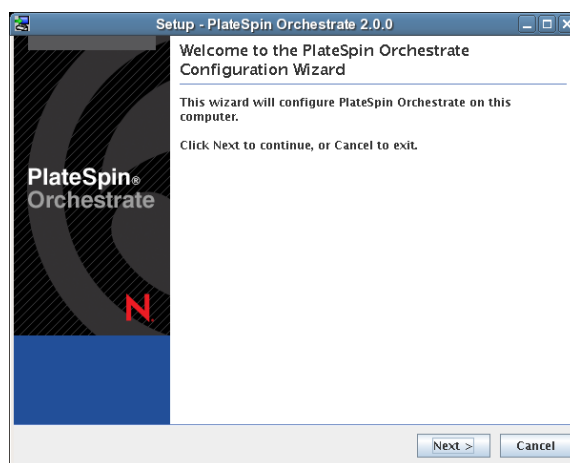 Setup - PlateSpin Orchestrate 2.0.0
Welcome to the PlateSpin Orchestrate
Configuration Wizard
This wizard will configure PlateSpin Orchestrate on this
computer.
Click Next to continue, or Cancel to exit.
PlateSpin®
Orchestrate
N.
Next >
Cancel